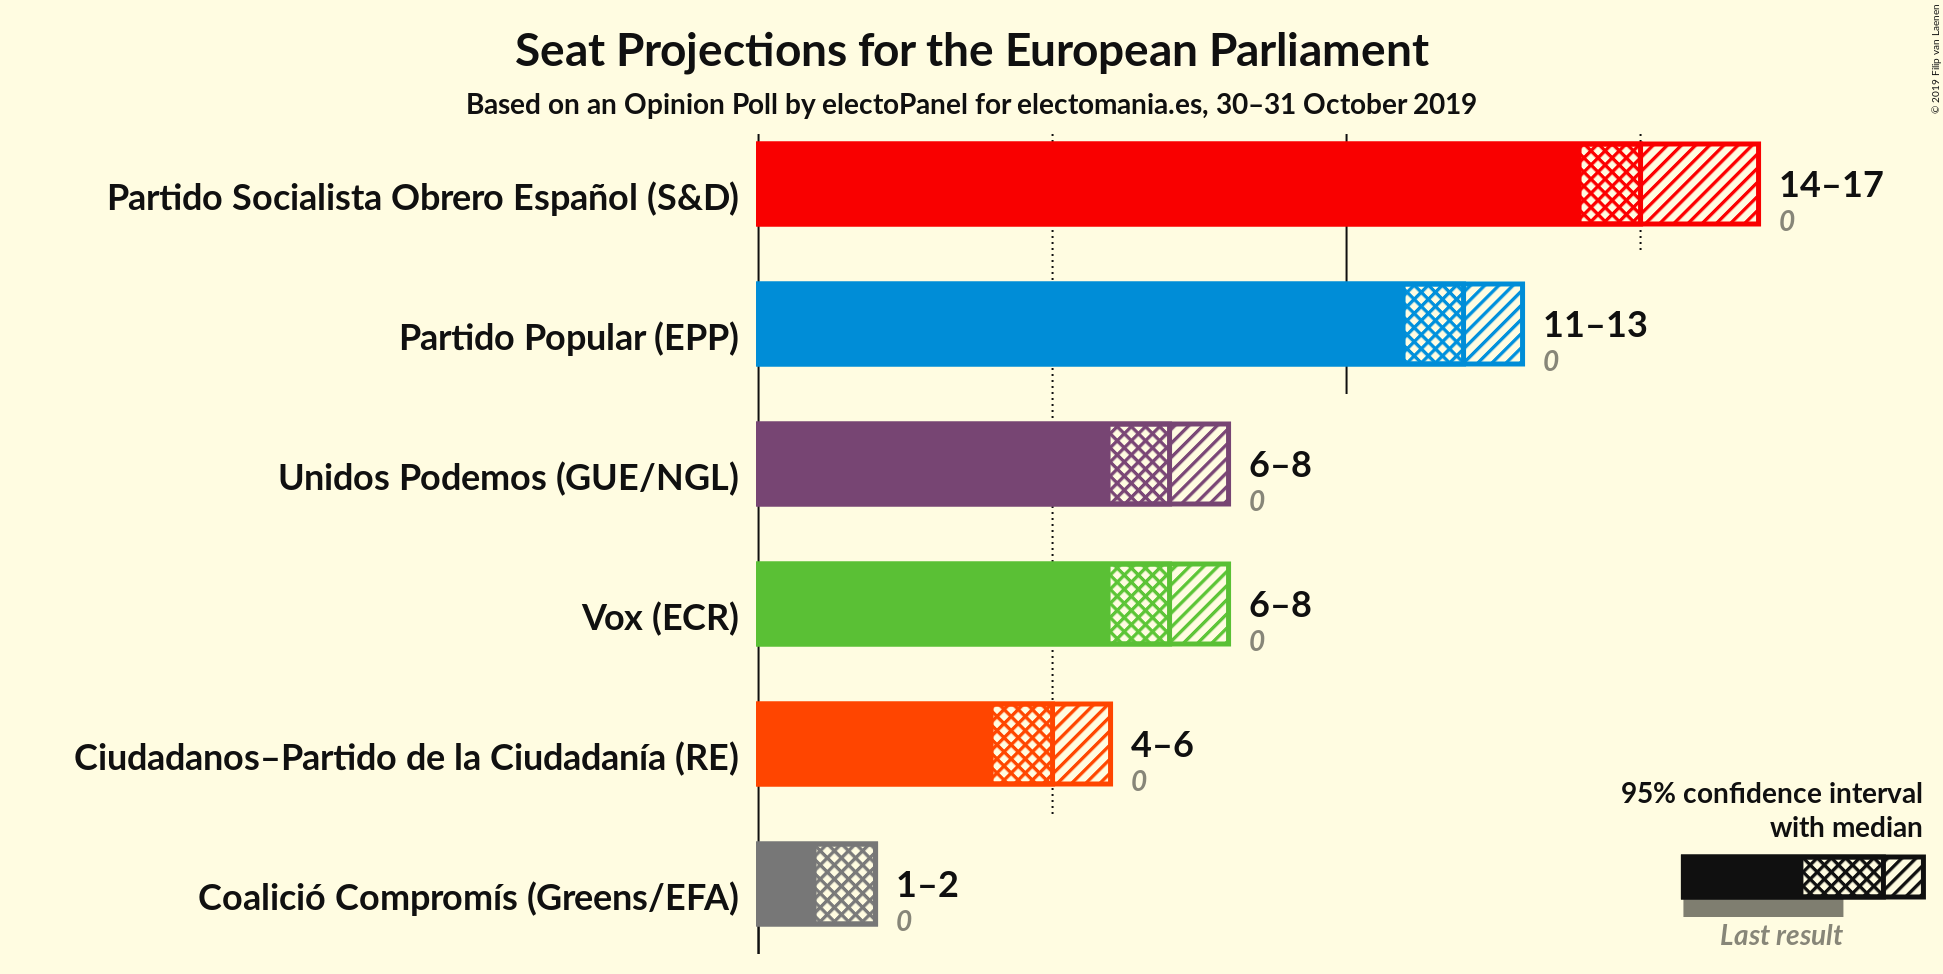 Seat Projections for the European Parliament
Based on an Opinion Poll by electoPanel for electomania.es, 30–31 October 2019
© 2019 Filip van Laenen
Partido Socialista Obrero Español (S&D)
14–17
0
Partido Popular (EPP)
11–13
0
Unidos Podemos (GUE/NGL)
6–8
0
Vox (ECR)
6–8
0
Ciudadanos–Partido de la Ciudadanía (RE)
4–6
0
Coalició Compromís (Greens/EFA)
1–2
0
95% confidence interval
with median
Last result